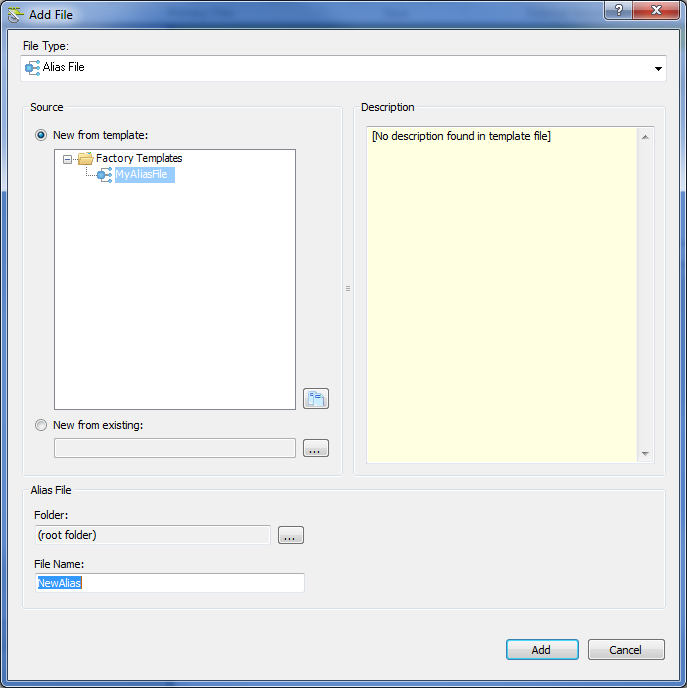 Add File
File Type:
Alias File
Source
New from template:
Factory Templates
MyAliasFile
New from existing:
...
Description
[No description found in template file]
Alias File
Folder:
(root folder)
...
File Name:
NewAlias
Add
Cancel